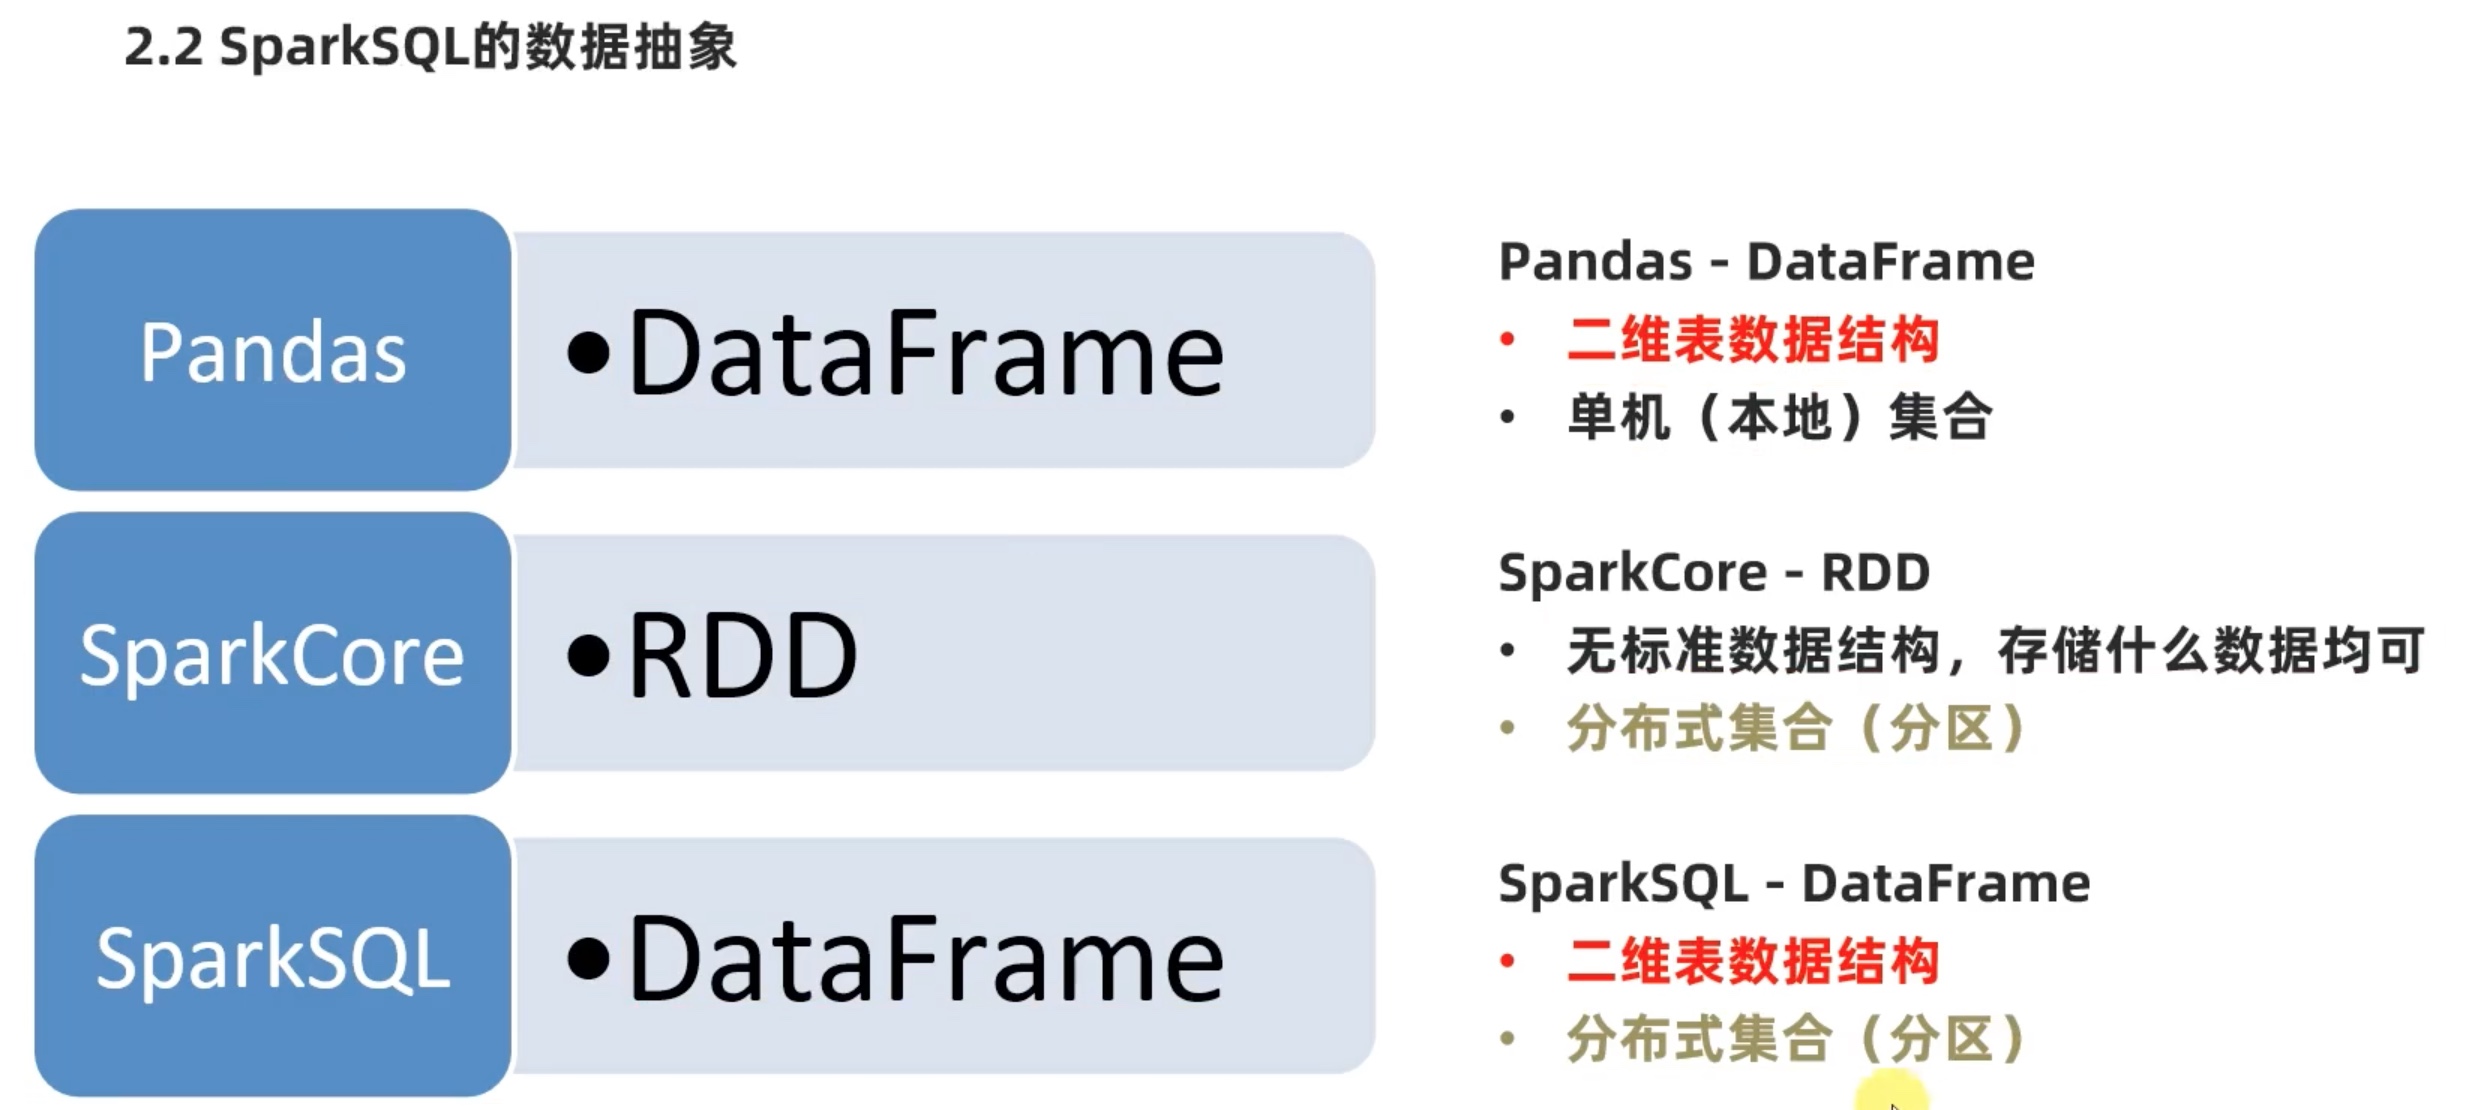 2.2 SparkSQL的数据抽象
Pandas
•DataFrame
SparkCore
•RDD
SparkSQL
•DataFrame
Pandas - DataFrame
• 二维表数据结构
• 单机（本地）集合
SparkCore - RDD
• 无标准数据结构，存储什么数据均可
• 分布式集合（分区）
SparkSQL - DataFrame
• 二维表数据结构
• 分布式集合（分区）